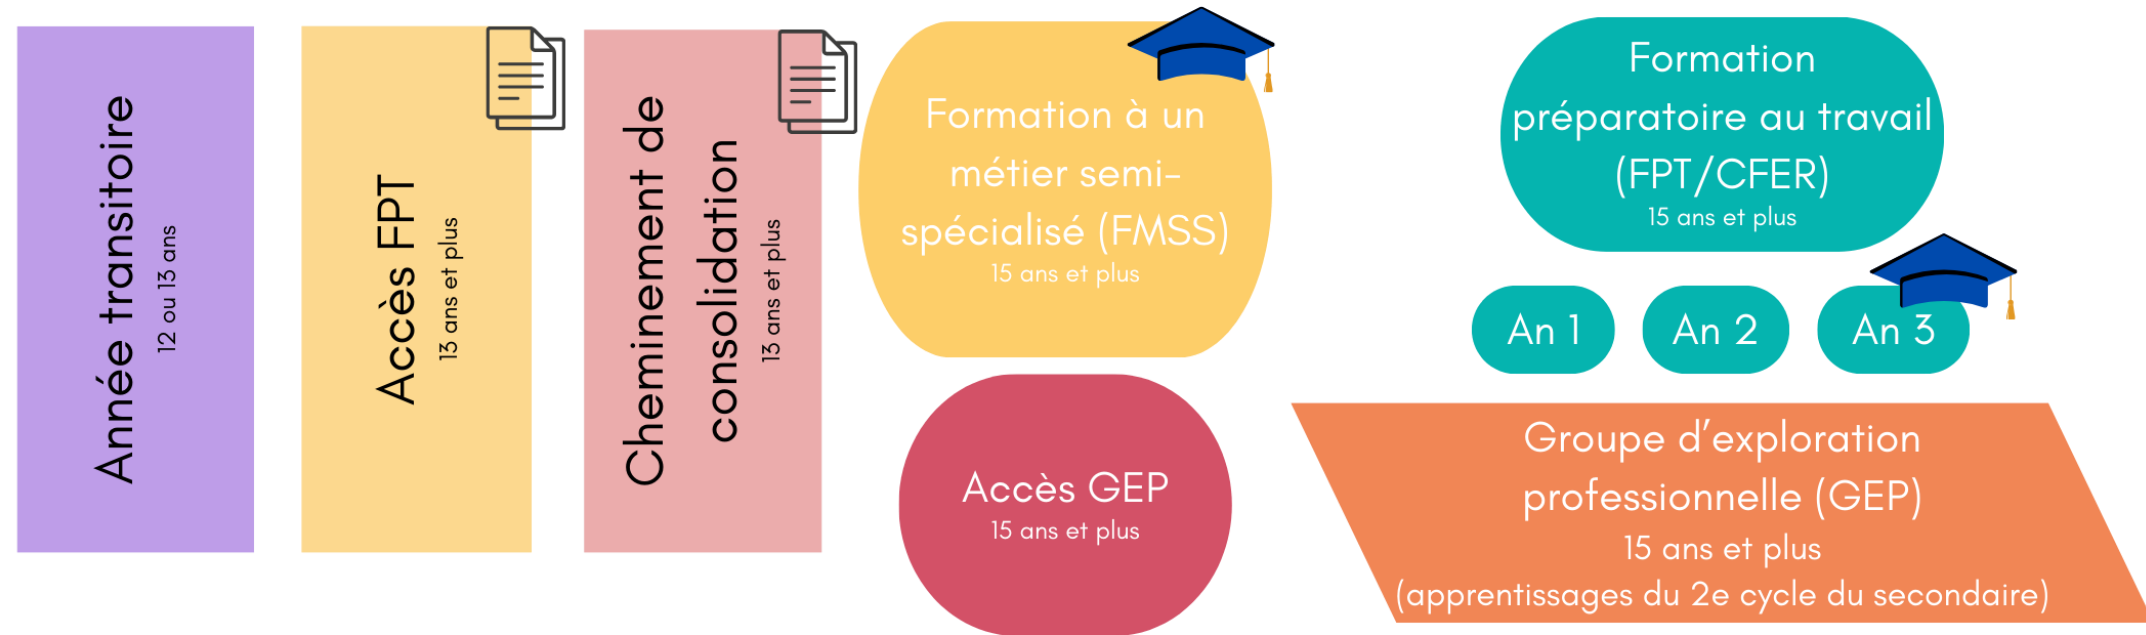 Année transitoire
12 ou 13 ans
Accès FPT
13 ans et plus
Cheminement de
consolidation
13 ans et plus
Formation à un
métier semi-
spécialisé (FMSS)
15 ans et plus
Accès GEP
15 ans et plus
Formation
préparatoire au travail
(FPT/CFER)
15 ans et plus
An 1
An 2
An 3
Groupe d’exploration
professionnelle (GEP)
15 ans et plus
(apprentissages du 2e cycle du secondaire)